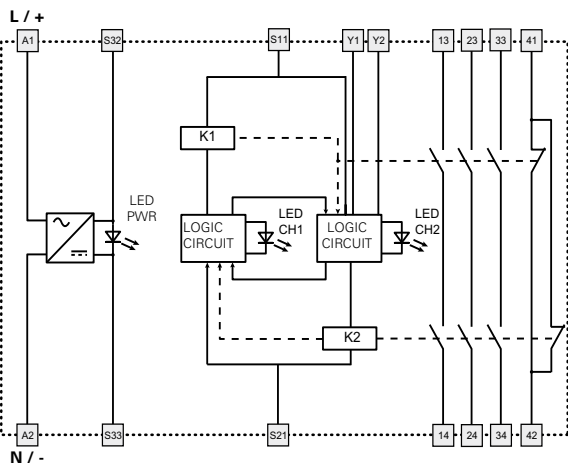 L / +
A1 S32 S11 Y1 Y2 13 23 33 41
K1
LED
PWR
LOGIC
CIRCUIT
LED
CH1
LOGIC
CIRCUIT
LED
CH2
K2
A2 S33 S21 14 24 34 42
N / -